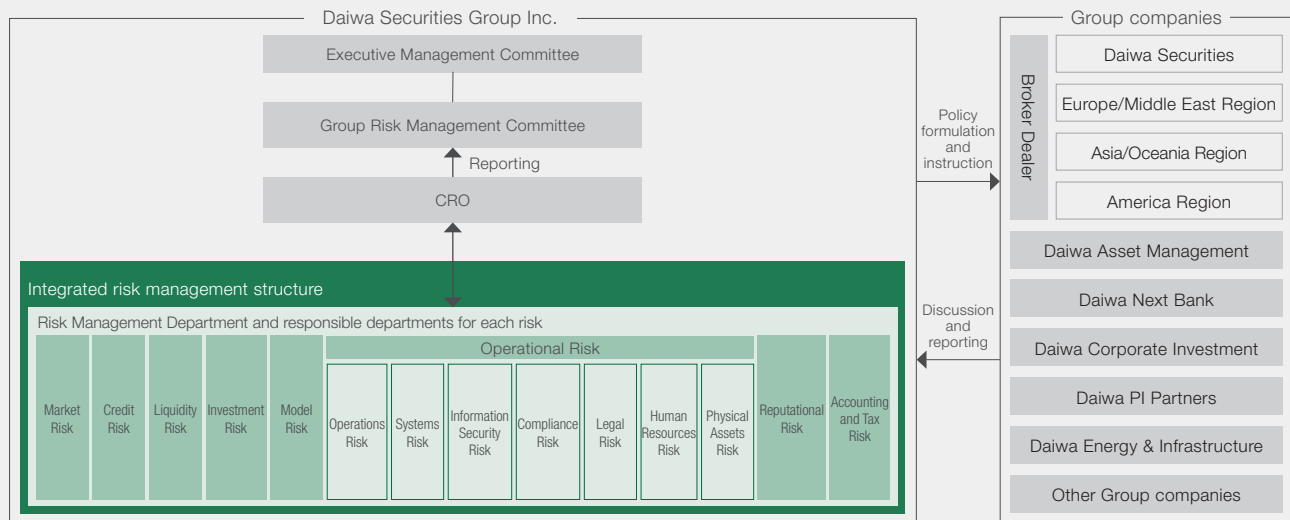 Daiwa Securities Group Inc.
Executive Management Committee
Group Risk Management Committee
Reporting
CRO
Integrated risk management structure
Risk Management Department and responsible departments for each risk
Market
Risk
Credit
Risk
Liquidity
Risk
Investment
Risk
Model
Risk
Operational Risk
Operations
Risk
Systems
Risk
Information
Security
Risk
Compliance
Risk
Legal
Risk
Human
Resources
Risk
Physical
Assets
Risk
Reputational
Risk
Accounting
and Tax
Risk
Policy
formulation
and
instruction
Discussion
and
reporting
Group companies
Broker Dealer
Daiwa Securities
Europe/Middle East Region
Asia/Oceania Region
America Region
Daiwa Asset Management
Daiwa Next Bank
Daiwa Corporate Investment
Daiwa PI Partners
Daiwa Energy & Infrastructure
Other Group companies